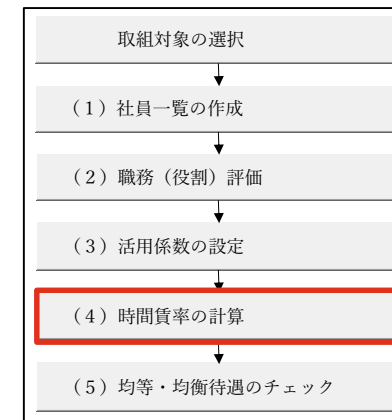 取組対象の選択
（１）社員一覧の作成
（２）職務（役割）評価
（３）活用係数の設定
（４）時間賃率の計算
（５）均等・均衡待遇のチェック